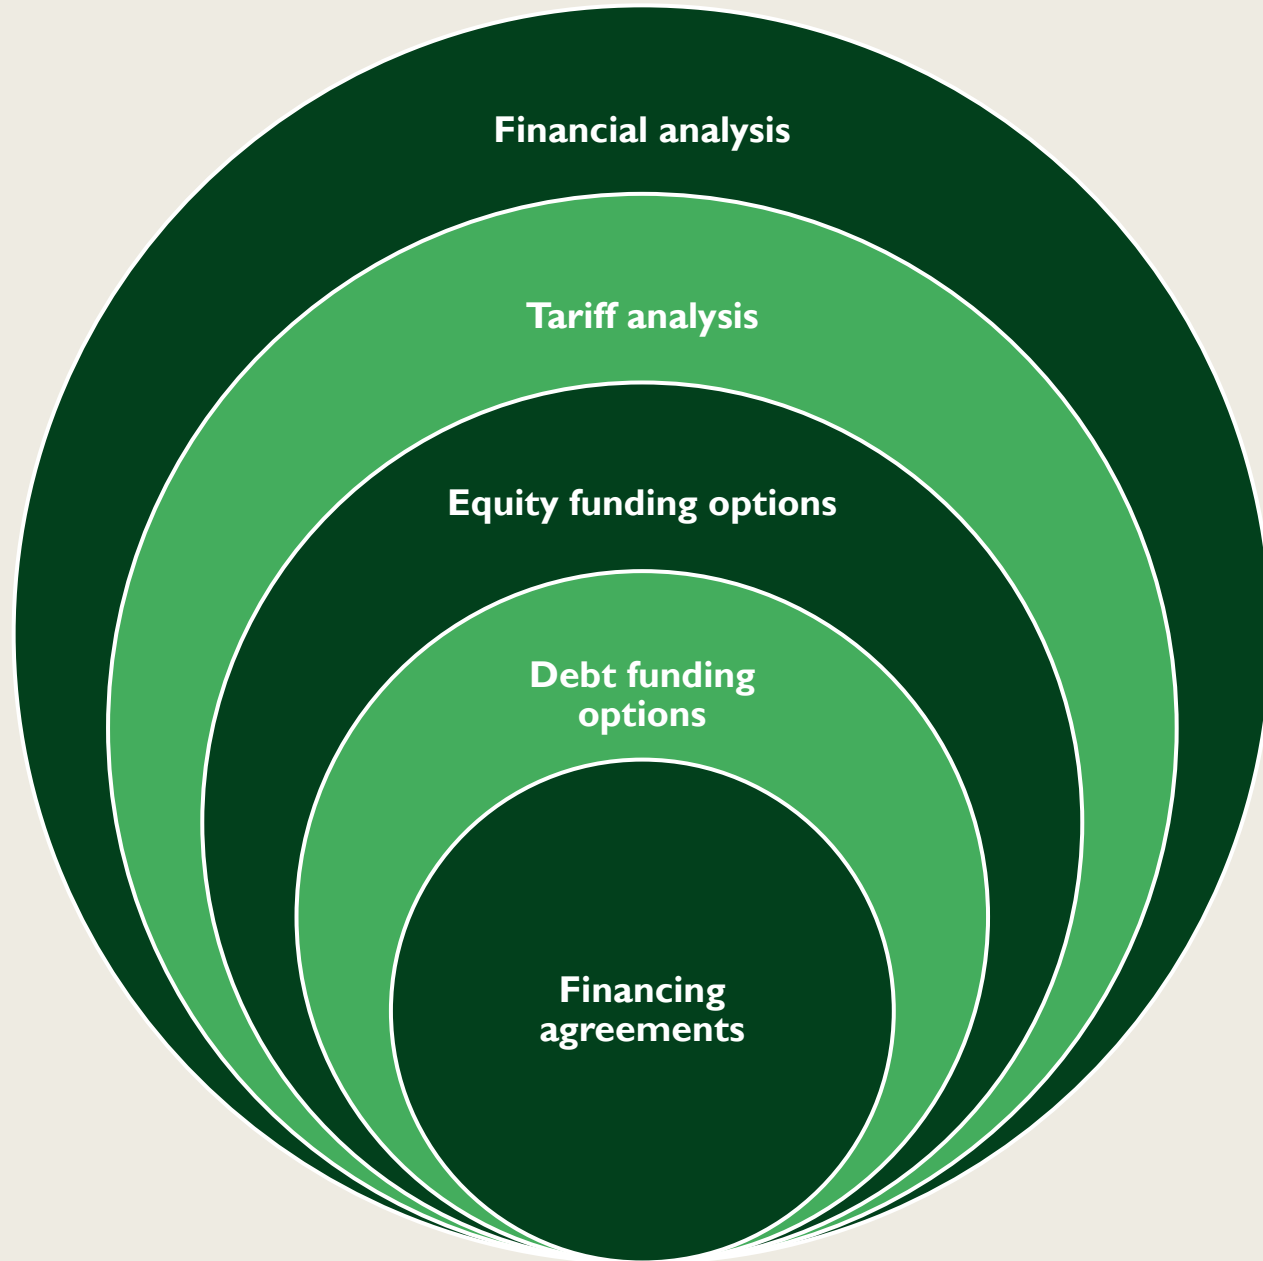 Financial analysis
Tariff analysis
Equity funding options
Debt funding
options
Financing
agreements